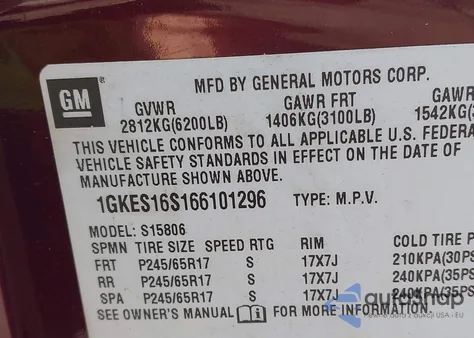 MFD BY GENERAL MOTORS CORP.
GM®
GVWR GAWR FRT GAWR
2812KG(6200LB) 1406KG(3100LB) 1542KG(
THIS VEHICLE CONFORMS TO ALL APPLICABLE U.S. FEDERA
VEHICLE SAFETY STANDARDS IN EFFECT ON THE DATE OF
MANUFACTURE SHOWN ABOVE.
1GKES16S166101296 TYPE: M.P.V.
MODEL: S15806
SPMN TIRE SIZE SPEED RTG RIM COLD TIRE P
FRT P245/65R17 S 17X7J 210KPA(30PS
RR P245/65R17 S 17X7J 240KPA(35PS
SPA P245/65R17 S 17X7J 240KPA(35PS
autosnap
SEE OWNER'S MANUAL i FOR MORE INFORMATION.